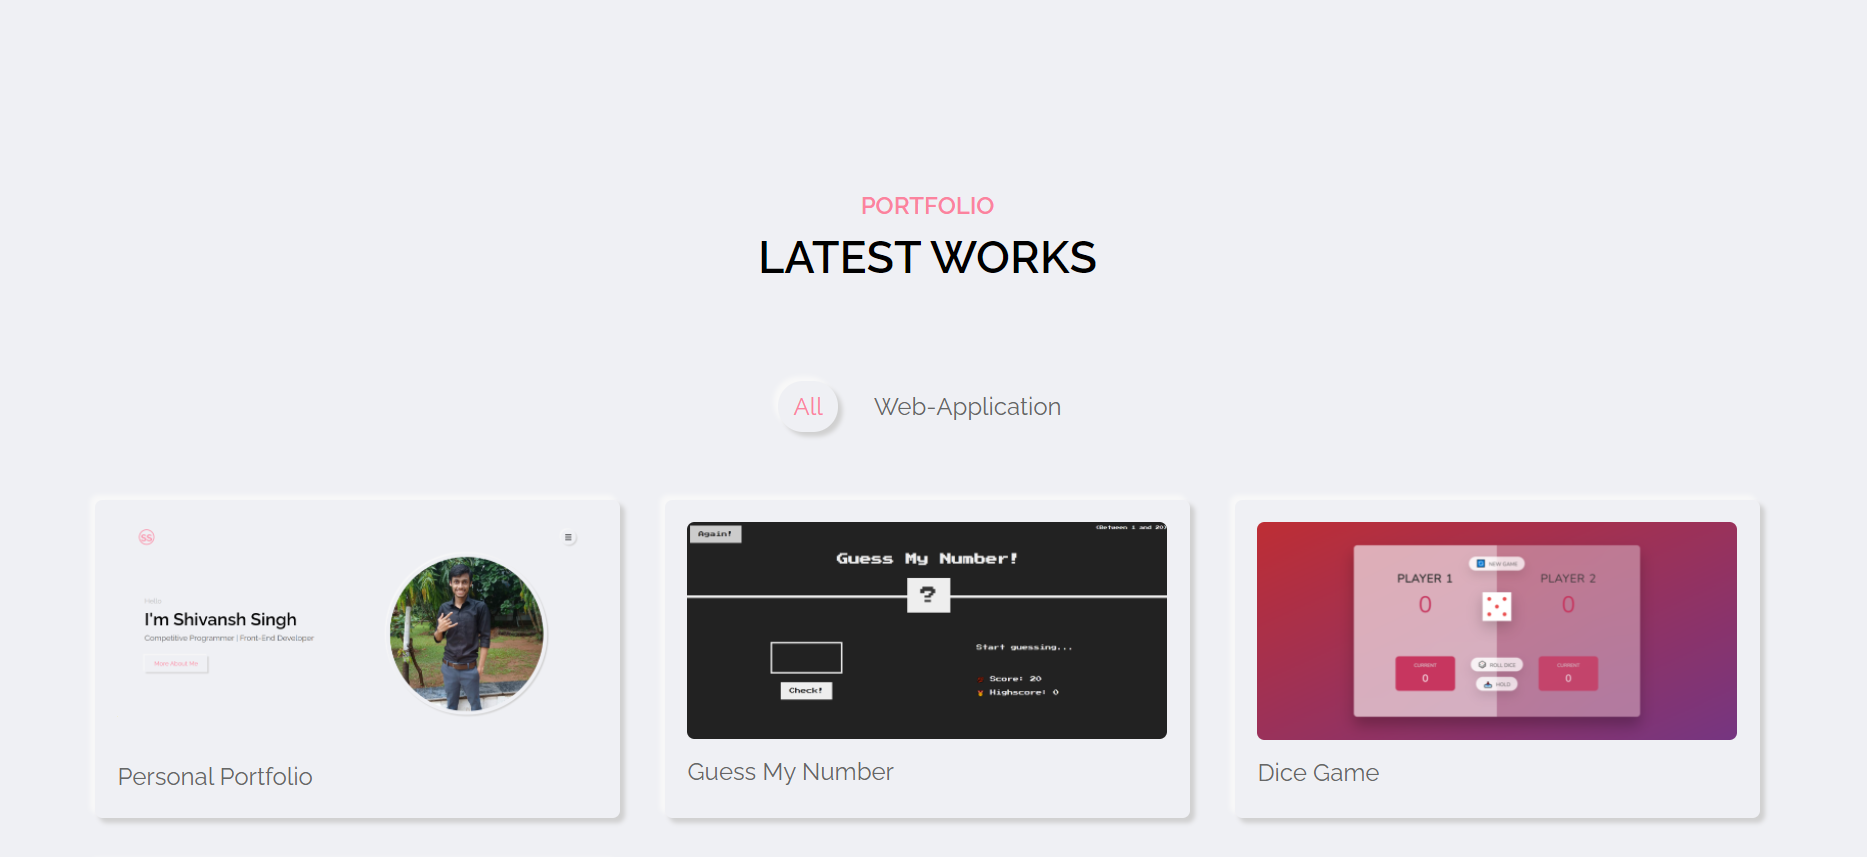 PORTFOLIO
LATEST WORKS
All
Web-Application
SS
Hello
I'm Shivansh Singh
Competitive Programmer | Front-End Developer
More About Me
Personal Portfolio
Again!
(Between 1 and 20)
Guess My Number!
?
Start guessing...
Check!
Score: 20
Highscore: 0
Guess My Number
NEW GAME
PLAYER 1
PLAYER 2
0
0
CURRENT
0
ROLL DICE
HOLD
CURRENT
0
Dice Game